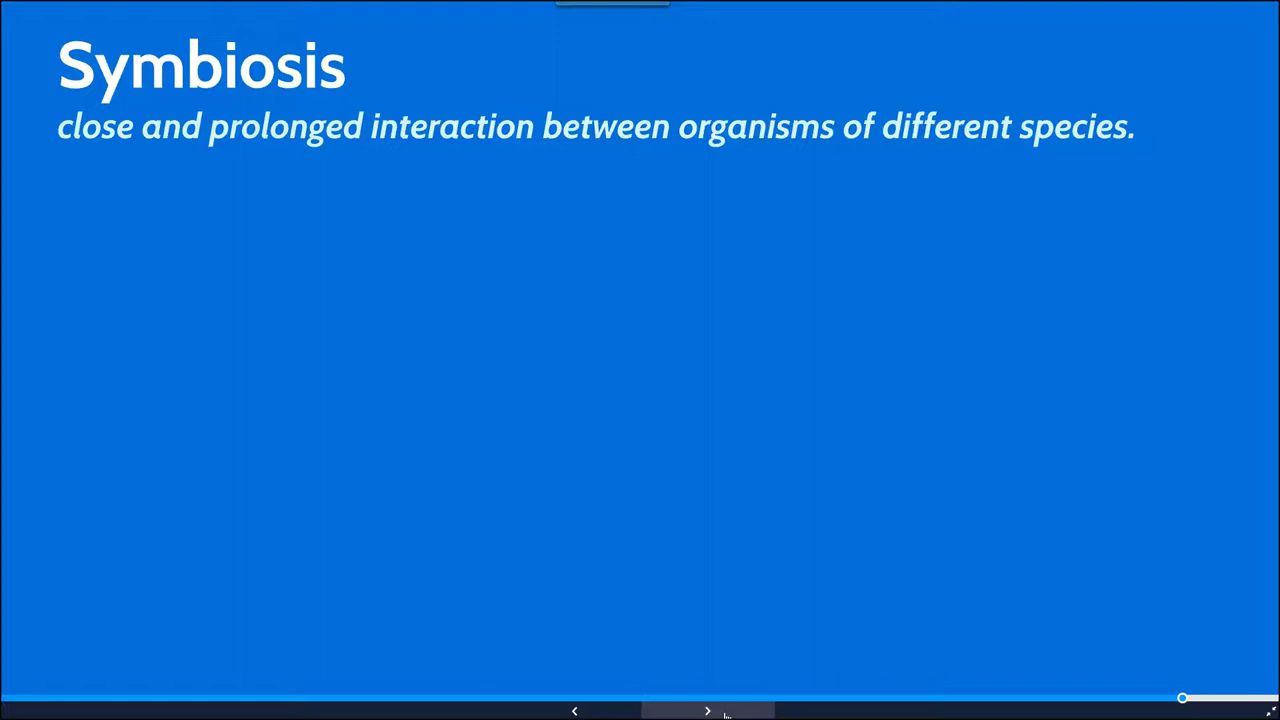 Symbiosis
close and prolonged interaction between organisms of different species.